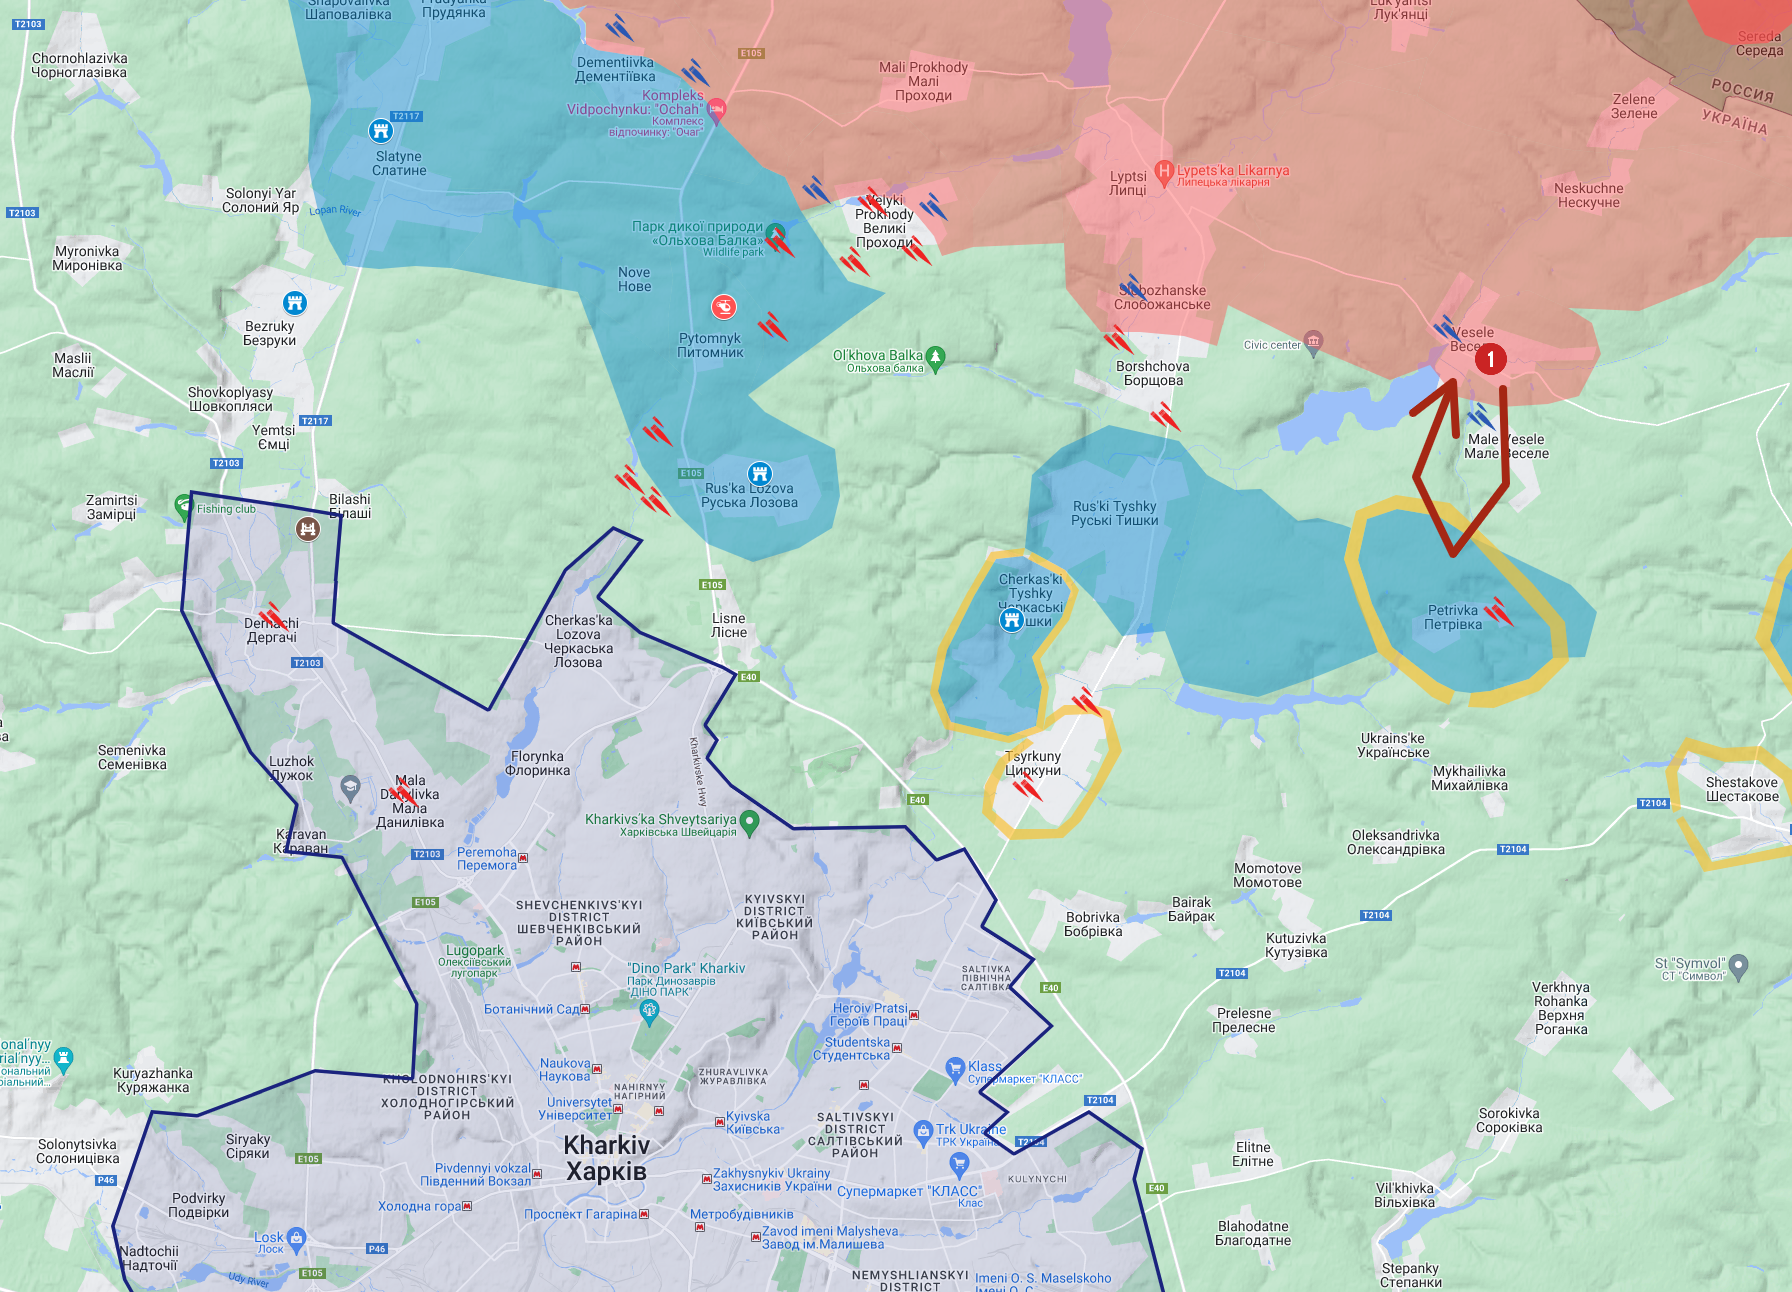 T2103
Chornohlazivka
Чорноглазівка
Shapovalivka
Шаповалівка
Prudyanka
Прудянка
Dementiivka
Дементіївка
E105
Kompleks
Vidpochynku: "Ochah"
Комплекс
відпочинку: "Очаг"
Mali Prokhody
Малі
Проходи
Luk'yantsi
Лук'янці
Sereda
Середа
РОССИЯ
УКРАЇНА
Zelene
Зелене
T2117
Slatyne
Слатине
Lyptsi
Липці
Lypets'ka Likarnya
Липецька лікарня
Neskuchne
Нескучне
Solonyi Yar
Солоний Яр
Lopan River
T2103
Velyki
Prokhody
Великі
Проходи
Парк дикої природи
«Ольхова Балка»
Wildlife park
Myronivka
Миронівка
Nove
Нове
Slobozhanske
Слобожанське
Bezruky
Безруки
Pytomnyk
Питомник
Civic center
Vesele
1
Maslii
Маслії
Ol'khova Balka
Ольхова балка
Borshchova
Борщова
Shovkoplyasy
Шовкопляси
T2117
Yemtsi
Ємці
T2103
Male Vesele
Мале Веселе
E105
Rus'ka Lozova
Руська Лозова
Zamirtsi
Замірці
Fishing club
Bilashi
Білаші
Rus'ki Tyshky
Руські Тишки
E105
Cherkas'ki
Tyshky
Черкаські
Тишки
Derhachi
Дергачі
Cherkas'ka
Lozova
Черкаська
Лозова
Lisne
Лісне
Petrivka
Петрівка
T2103
E40
Semenivka
Семенівка
Luzhok
Лужок
Florynka
Флоринка
Kharkivske Hwy
Tsyrkuny
Циркуни
Ukrains'ke
Українське
Mykhailivka
Михайлівка
Shestakove
Шестакове
Mala
Danylivka
Мала
Данилівка
E40
T2104
Karavan
Караван
Kharkivs'ka Shveytsariya
Харківська Швейцарія
T2103
Peremoha
Перемога
Oleksandrivka
Олександрівка
T2104
Momotove
Момотове
E105
SHEVCHENKIVS'KYI
DISTRICT
ШЕВЧЕНКІВСЬКИЙ
РАЙОН
KYIVSKYI
DISTRICT
КИЇВСЬКИЙ
РАЙОН
Bobrivka
Бобрівка
Bairak
Байрак
T2104
Kutuzivka
Кутузівка
Lugopark
Олексіївський
лугопарк
"Dino Park" Kharkiv
Парк Динозаврів
"ДІНО ПАРК"
SALTIVKA
ПІВНІЧНА
САЛТІВКА
E40
T2104
St "Symvol"
СТ "Символ"
Ботанічний Сад
Heroiv Pratsi
Героїв Праці
Prelesne
Прелесне
Verkhnya
Rohanka
Верхня
Роганка
Studentska
Студентська
Kuryazhanka
Куряжанка
Naukova
Наукова
ZHURAVLIVKA
ЖУРАВЛІВКА
Klass
Супермаркет "КЛАСС"
KHOLODNOHIRS'KYI
DISTRICT
ХОЛОДНОГІРСЬКИЙ
РАЙОН
NAHIRNYY
НАГІРНИЙ
Universytet
Університет
T2104
Kyivska
Київська
SALTIVSKYI
DISTRICT
САЛТІВСЬКИЙ
РАЙОН
Trk Ukraine
ТРК Україна
T2104
Sorokivka
Сороківка
Solonytsivka
Солоницівка
Siryaky
Сіряки
E105
Kharkiv
Харків
Elitne
Елітне
P46
Pivdennyi vokzal
Південний Вокзал
Zakhysnykiv Ukrainy
Захисників України
Супермаркет "КЛАСС"
Клас
KULYNYCHI
E40
Vil'khivka
Вільхівка
Podvirky
Подвірки
Холодна гора
Проспект Гагаріна
Метробудівників
Zavod imeni Malysheva
Завод ім.Малишева
Blahodatne
Благодатне
Losk
Лоск
P46
Nadtochii
Надточії
Udy River
E105
NEMYSHLIANSKYI
DISTRICT
Imeni O. S. Maselskoho
Stepanky
Степанки